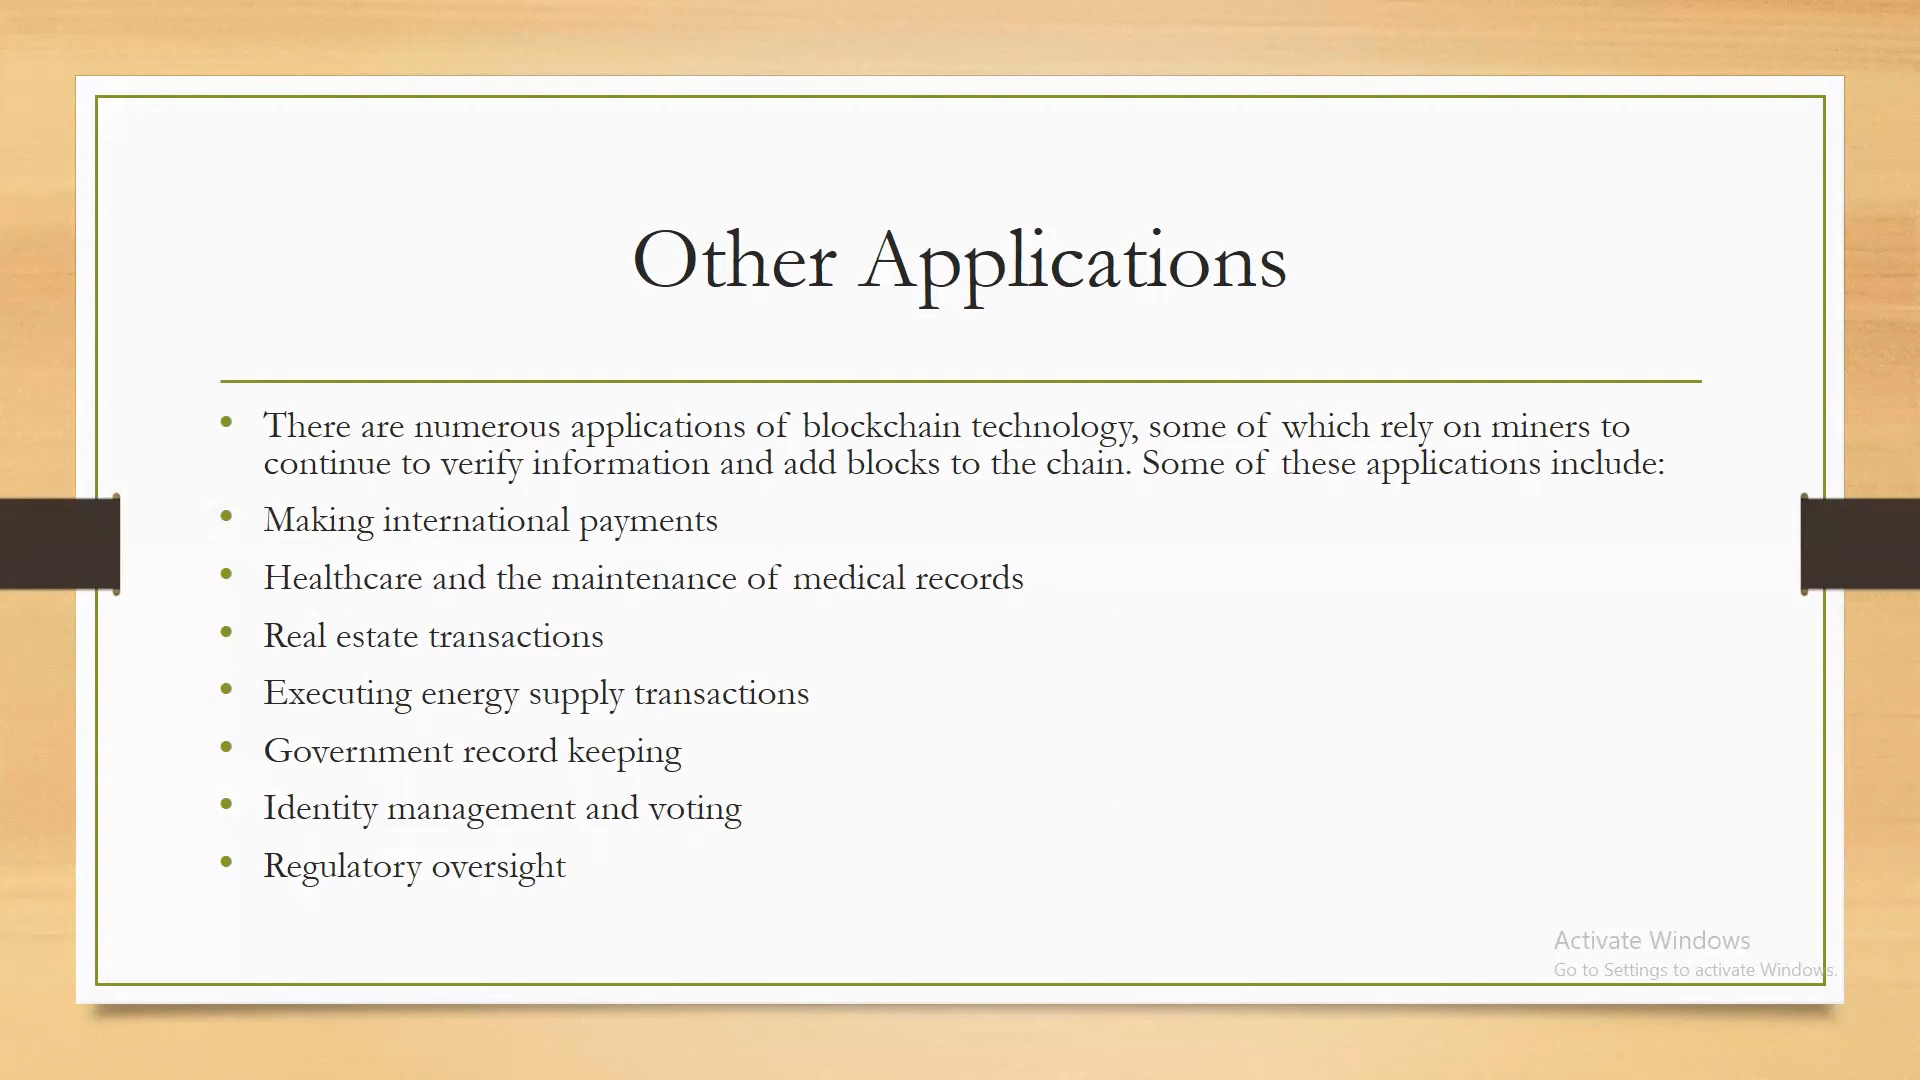 Other Applications
• There are numerous applications of blockchain technology, some of which rely on miners to
continue to verify information and add blocks to the chain. Some of these applications include:
• Making international payments
• Healthcare and the maintenance of medical records
• Real estate transactions
• Executing energy supply transactions
• Government record keeping
• Identity management and voting
• Regulatory oversight
Activate Windows
Go to Settings to activate Windows.